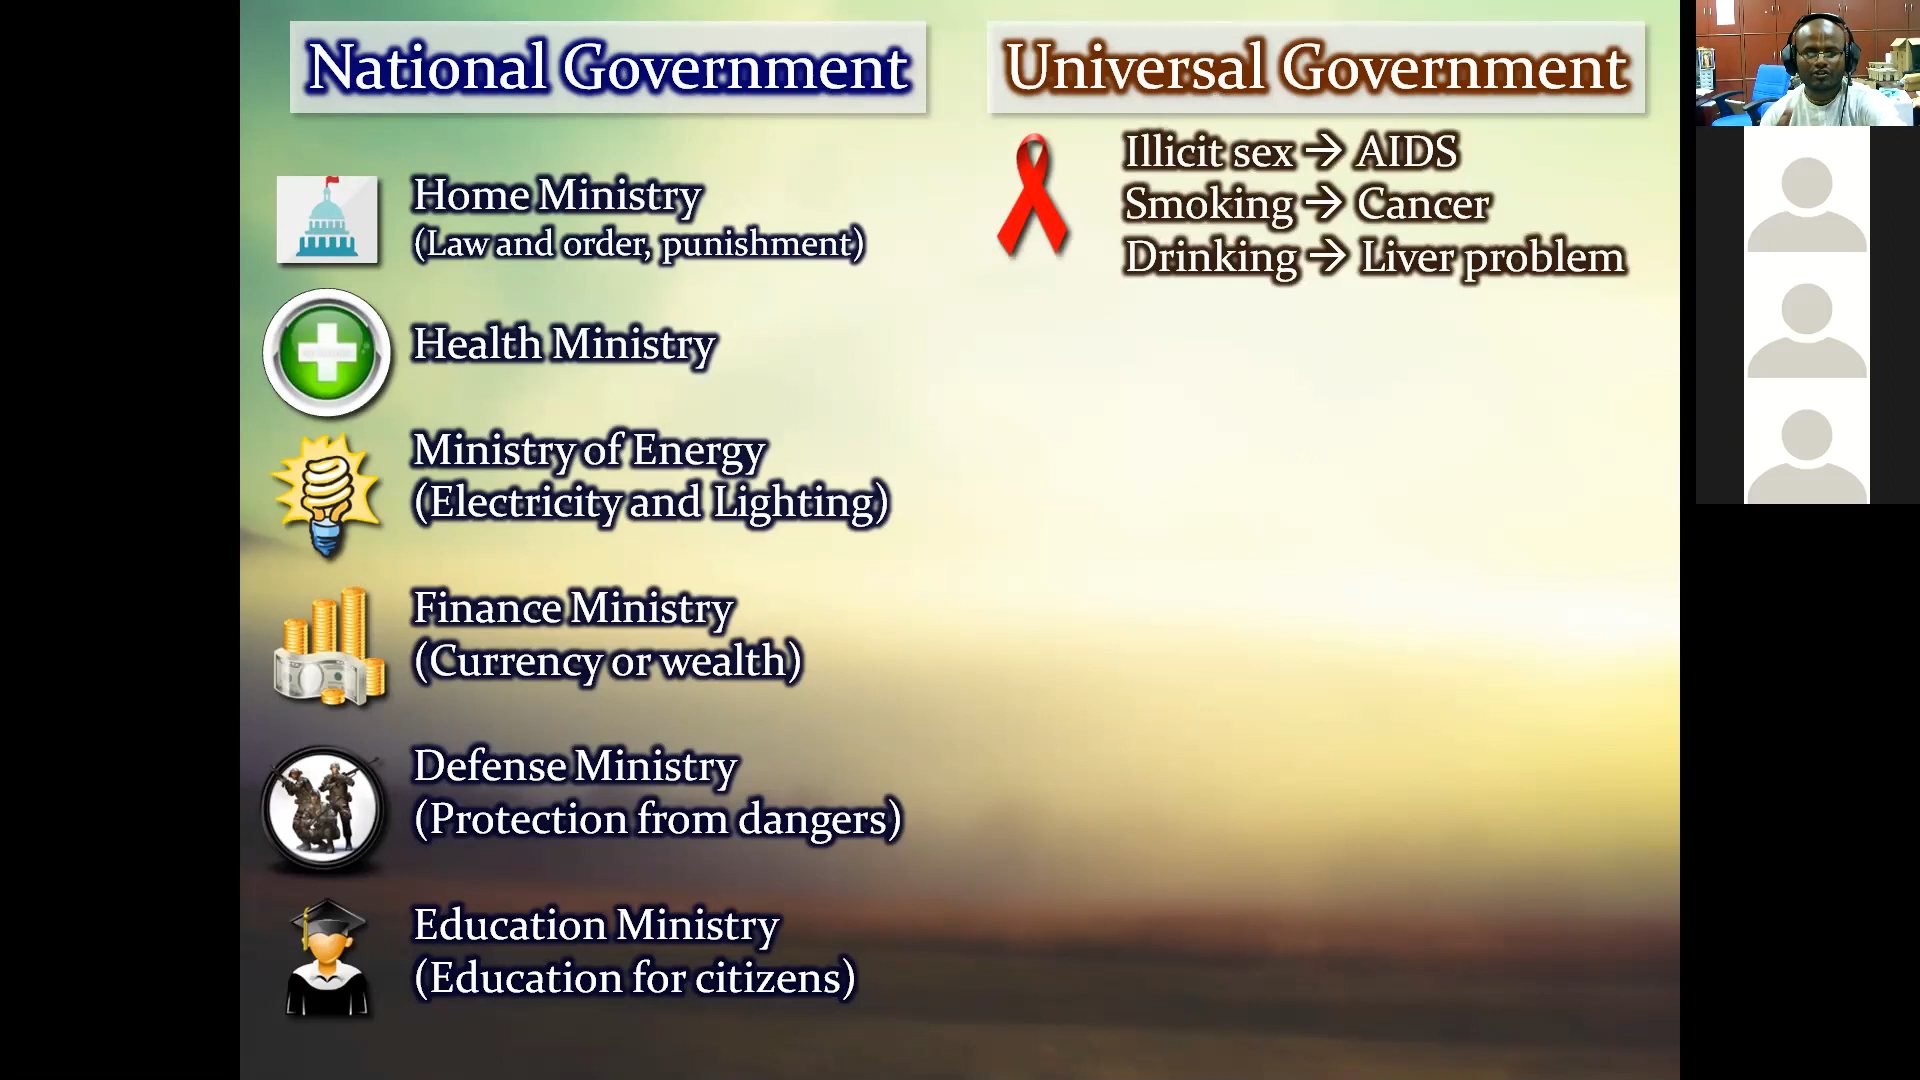 National Government
Home Ministry
(Law and order, punishment)
Health Ministry
Ministry of Energy
(Electricity and Lighting)
Finance Ministry
(Currency or wealth)
Defense Ministry
(Protection from dangers)
Education Ministry
(Education for citizens)
Universal Government
Illicit sex → AIDS
Smoking → Cancer
Drinking → Liver problem